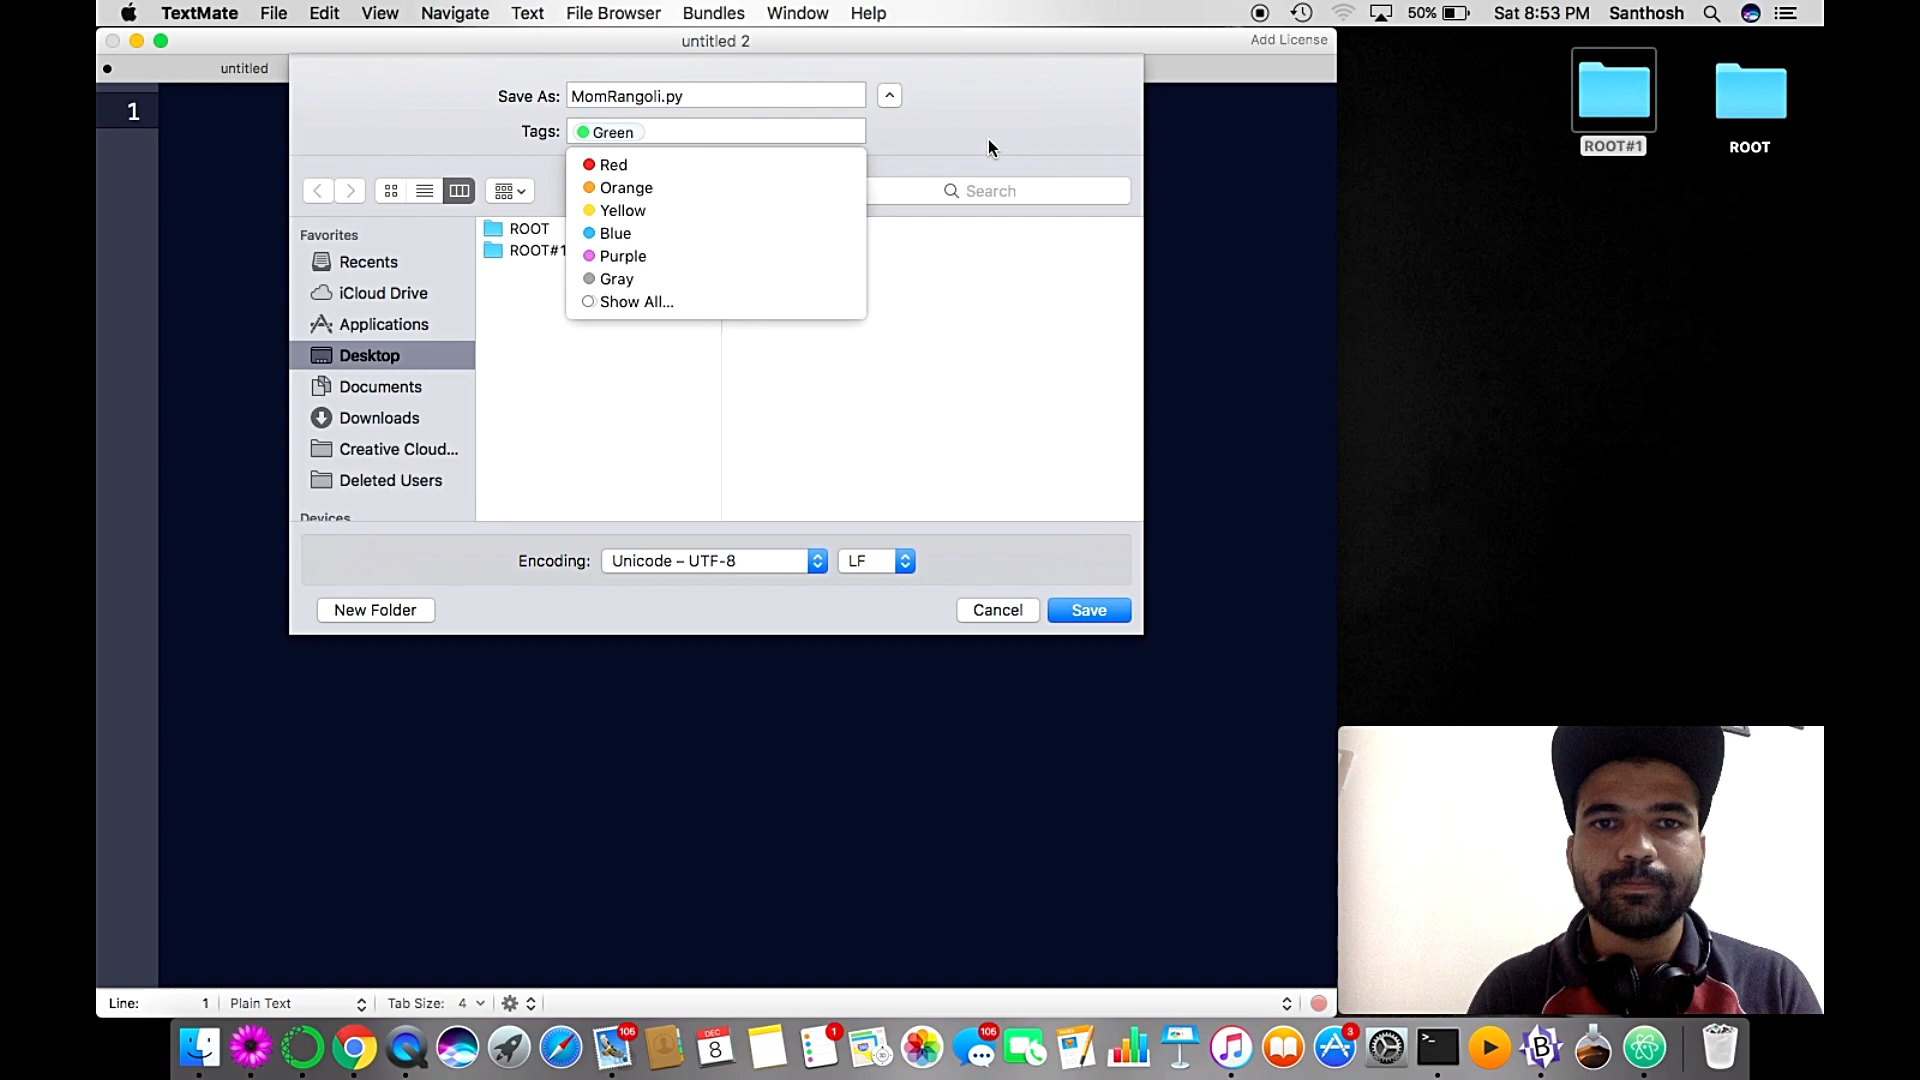 TextMate File Edit View Navigate Text File Browser Bundles Window Help 50% Sat 8:53 PM Santhosh
untitled 2
Add License
untitled
Save As: MomRangoli.py
Tags: Green
Red
Orange
Yellow
Blue
Purple
Gray
Show All...
Search
Favorites
Recents
iCloud Drive
Applications
Desktop
Documents
Downloads
Creative Cloud...
Deleted Users
Devices
ROOT
ROOT#1
Encoding: Unicode – UTF-8 LF
New Folder Cancel Save
1
ROOT#1 ROOT
Line: 1 Plain Text Tab Size: 4
106 DEC 8 1 106 3